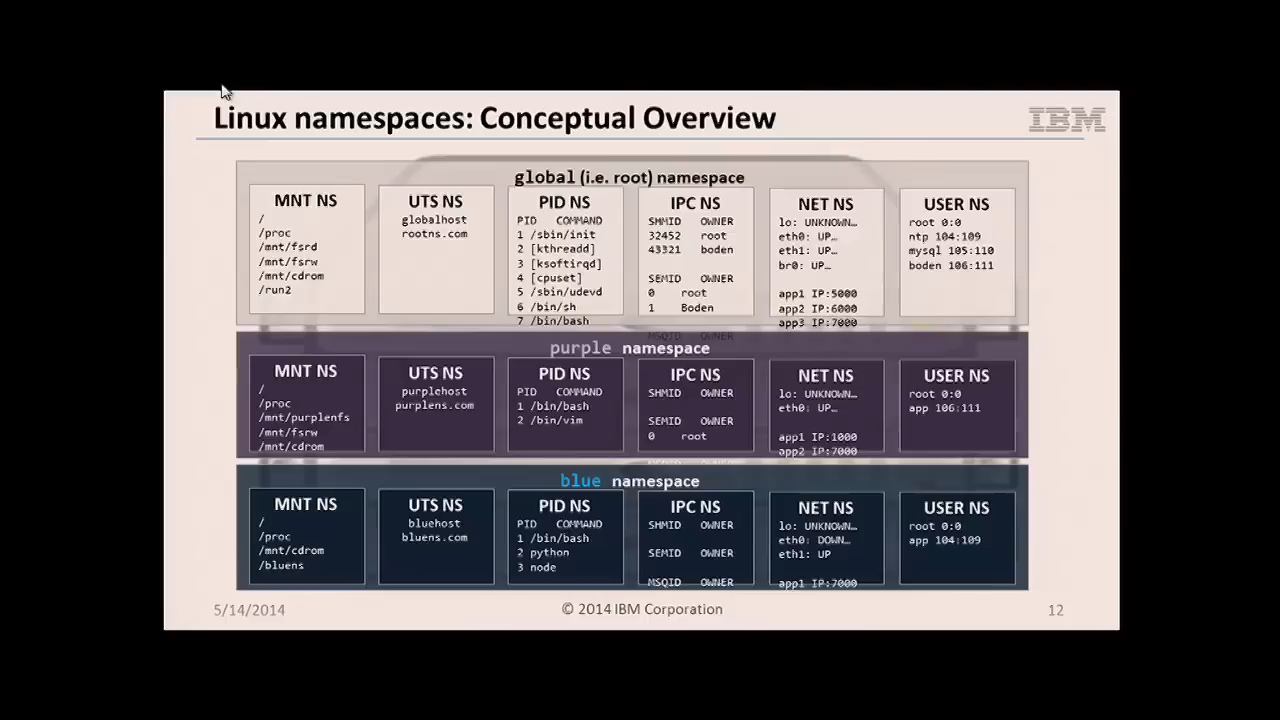 Linux namespaces: Conceptual Overview
IBM
global (i.e. root) namespace
MNT NS
/
/proc
/mnt/fsrd
/mnt/fsrw
/mnt/cdrom
/run2
UTS NS
globalhost
rootns.com
PID NS
PID COMMAND
1 /sbin/init
2 [kthreadd]
3 [ksoftirqd]
4 [cpuset]
5 /sbin/udevd
6 /bin/sh
7 /bin/bash
IPC NS
SHMID OWNER
32452 root
43321 boden
SEMID OWNER
0 root
1 Boden
NET NS
lo: UNKNOWN…
eth0: UP…
eth1: UP…
br0: UP…
app1 IP:5000
app2 IP:6000
app3 IP:7000
USER NS
root 0:0
ntp 104:109
mysql 105:110
boden 106:111
purple namespace
MNT NS
/
/proc
/mnt/purplenfs
/mnt/fsrw
/mnt/cdrom
UTS NS
purplehost
purplens.com
PID NS
PID COMMAND
1 /bin/bash
2 /bin/vim
IPC NS
SHMID OWNER
SEMID OWNER
0 root
NET NS
lo: UNKNOWN…
eth0: UP…
app1 IP:1000
app2 IP:7000
USER NS
root 0:0
app 106:111
blue namespace
MNT NS
/
/proc
/mnt/cdrom
/bluens
UTS NS
bluehost
bluens.com
PID NS
PID COMMAND
1 /bin/bash
2 python
3 node
IPC NS
SHMID OWNER
SEMID OWNER
MSQID OWNER
NET NS
lo: UNKNOWN…
eth0: DOWN…
eth1: UP
app1 IP:7000
USER NS
root 0:0
app 104:109
5/14/2014
© 2014 IBM Corporation
12